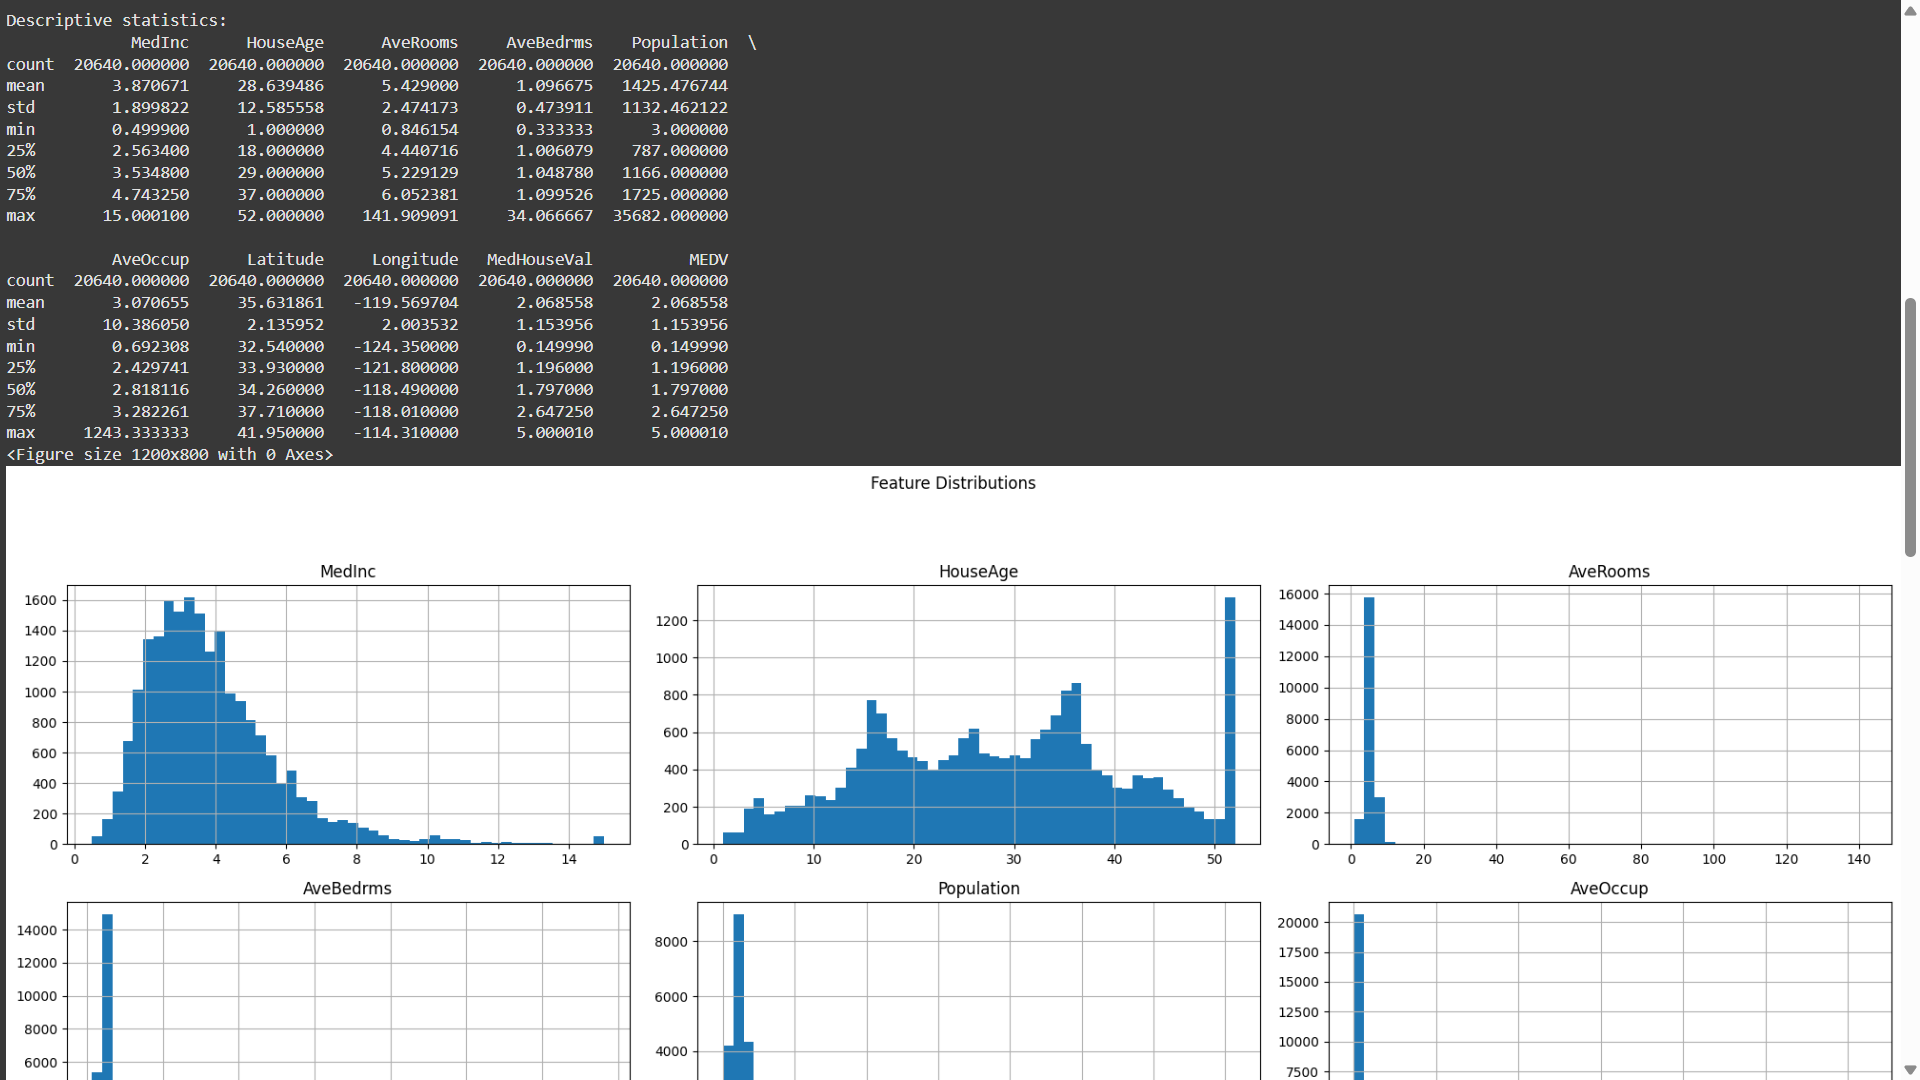 Descriptive statistics:
MedInc HouseAge AveRooms AveBedrms Population \
count 20640.000000 20640.000000 20640.000000 20640.000000 20640.000000
mean 3.870671 28.639486 5.429000 1.096675 1425.476744
std 1.899822 12.585558 2.474173 0.473911 1132.462122
min 0.499900 1.000000 0.846154 0.333333 3.000000
25% 2.563400 18.000000 4.440716 1.006079 787.000000
50% 3.534800 29.000000 5.229129 1.048780 1166.000000
75% 4.743250 37.000000 6.052381 1.099526 1725.000000
max 15.000100 52.000000 141.909091 34.066667 35682.000000
AveOccup Latitude Longitude MedHouseVal MEDV
count 20640.000000 20640.000000 20640.000000 20640.000000 20640.000000
mean 3.070655 35.631861 -119.569704 2.068558 2.068558
std 10.386050 2.135952 2.003532 1.153956 1.153956
min 0.692308 32.540000 -124.350000 0.149990 0.149990
25% 2.429741 33.930000 -121.800000 1.196000 1.196000
50% 2.818116 34.260000 -118.490000 1.797000 1.797000
75% 3.282261 37.710000 -118.010000 2.647250 2.647250
max 1243.333333 41.950000 -114.310000 5.000010 5.000010
<Figure size 1200x800 with 0 Axes>
Feature Distributions
MedInc
1600
1400
1200
1000
800
600
400
200
0
0 2 4 6 8 10 12 14
HouseAge
1200
1000
800
600
400
200
0
0 10 20 30 40 50
AveRooms
16000
14000
12000
10000
8000
6000
4000
2000
0
0 20 40 60 80 100 120 140
AveBedrms
14000
12000
10000
8000
6000
Population
8000
6000
4000
AveOccup
20000
17500
15000
12500
10000
7500